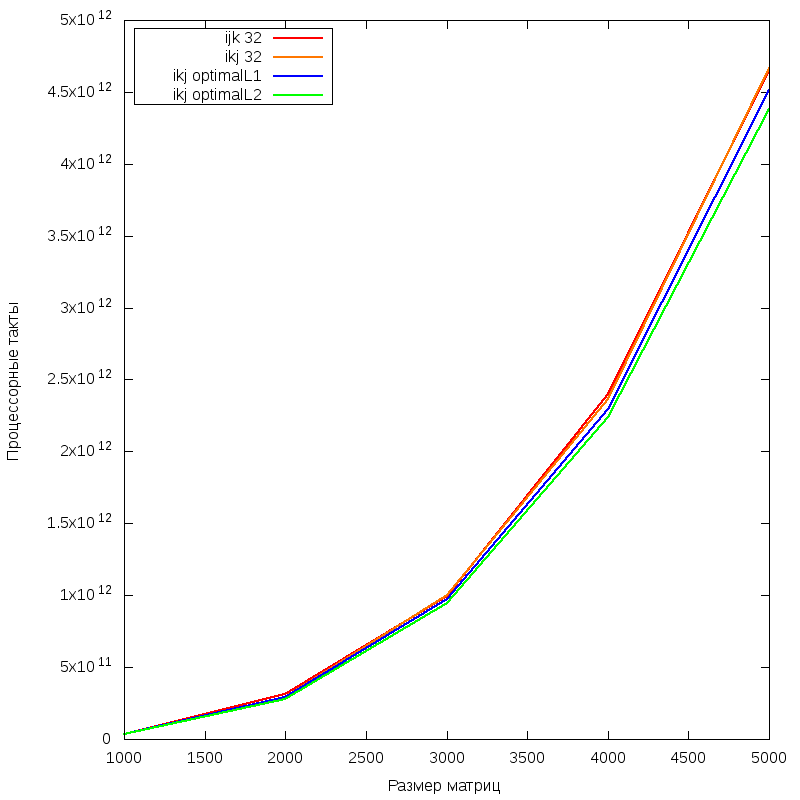 5x10 12
4.5x10 12
4x10 12
3.5x10 12
3x10 12
2.5x10 12
2x10 12
1.5x10 12
1x10 12
5x10 11
0
ijk 32
ikj 32
ikj optimalL1
ikj optimalL2
Процессорные такты
1000 1500 2000 2500 3000 3500 4000 4500 5000
Размер матриц